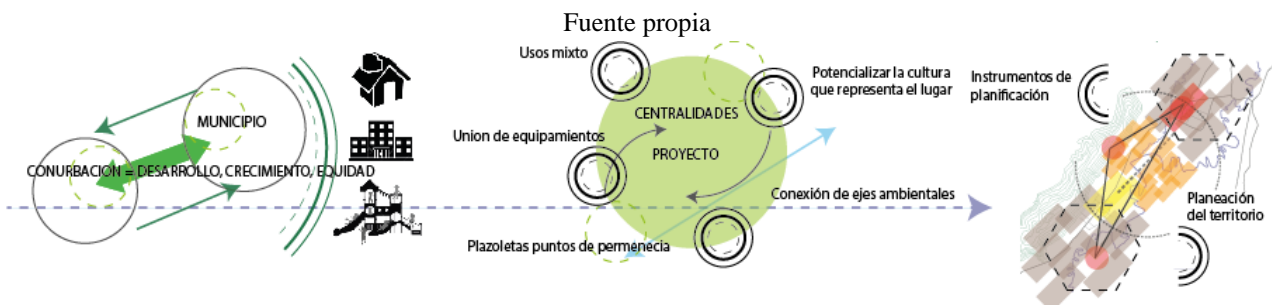 Fuente propia
MUNICIPIO
CONURBACION = DESARROLLO, CRECIMIENTO, EQUIDAD
Usos mixto
Union de equipamientos
CENTRALIDADES
PROYECTO
Potencializar la cultura
que representa el lugar
Conexión de ejes ambientales
Plazoletas puntos de permenecia
Instrumentos de
planificación
Planeación
del territorio